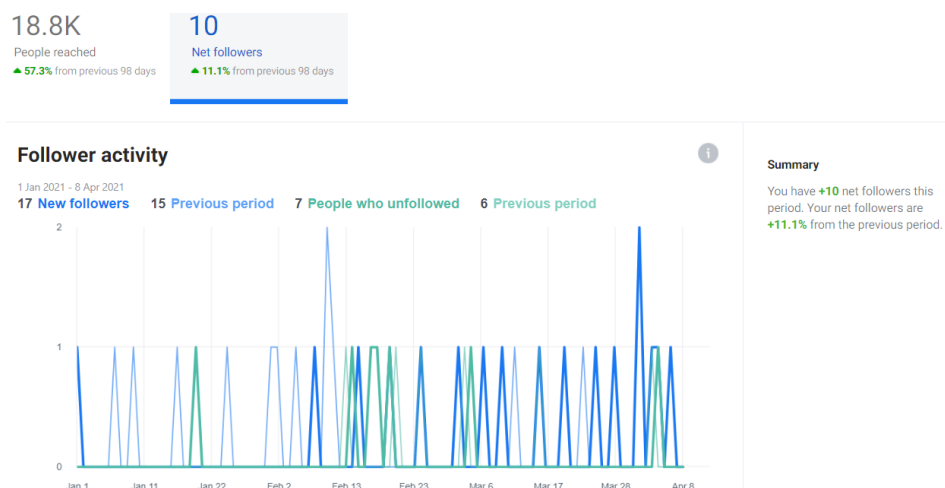 18.8K
People reached
57.3% from previous 98 days
10
Net followers
11.1% from previous 98 days
Follower activity
i
1 Jan 2021 - 8 Apr 2021
17 New followers 15 Previous period 7 People who unfollowed 6 Previous period
2
1
0
Jan 1 Jan 11 Jan 22 Feb 2 Feb 13 Feb 23 Mar 6 Mar 17 Mar 28 Apr 8
Summary
You have +10 net followers this
period. Your net followers are
+11.1% from the previous period.